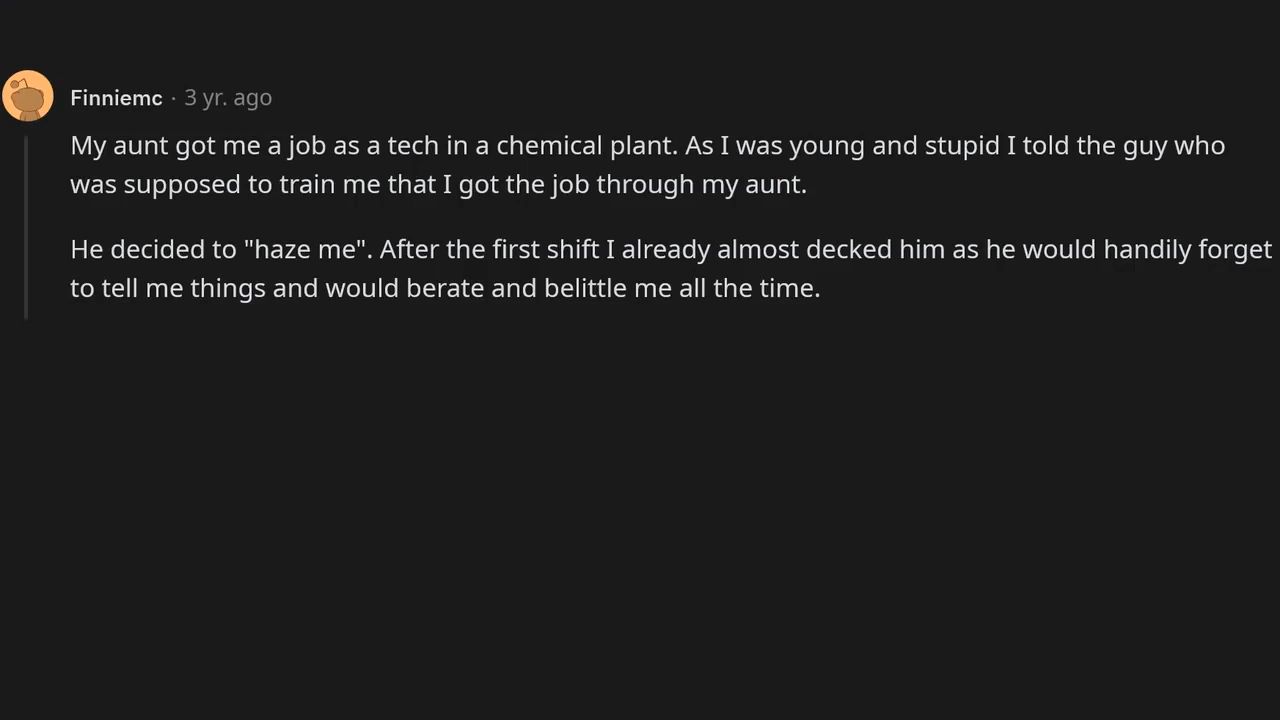 Finniemc · 3 yr. ago
My aunt got me a job as a tech in a chemical plant. As I was young and stupid I told the guy who
was supposed to train me that I got the job through my aunt.
He decided to "haze me". After the first shift I already almost decked him as he would handily forget
to tell me things and would berate and belittle me all the time.